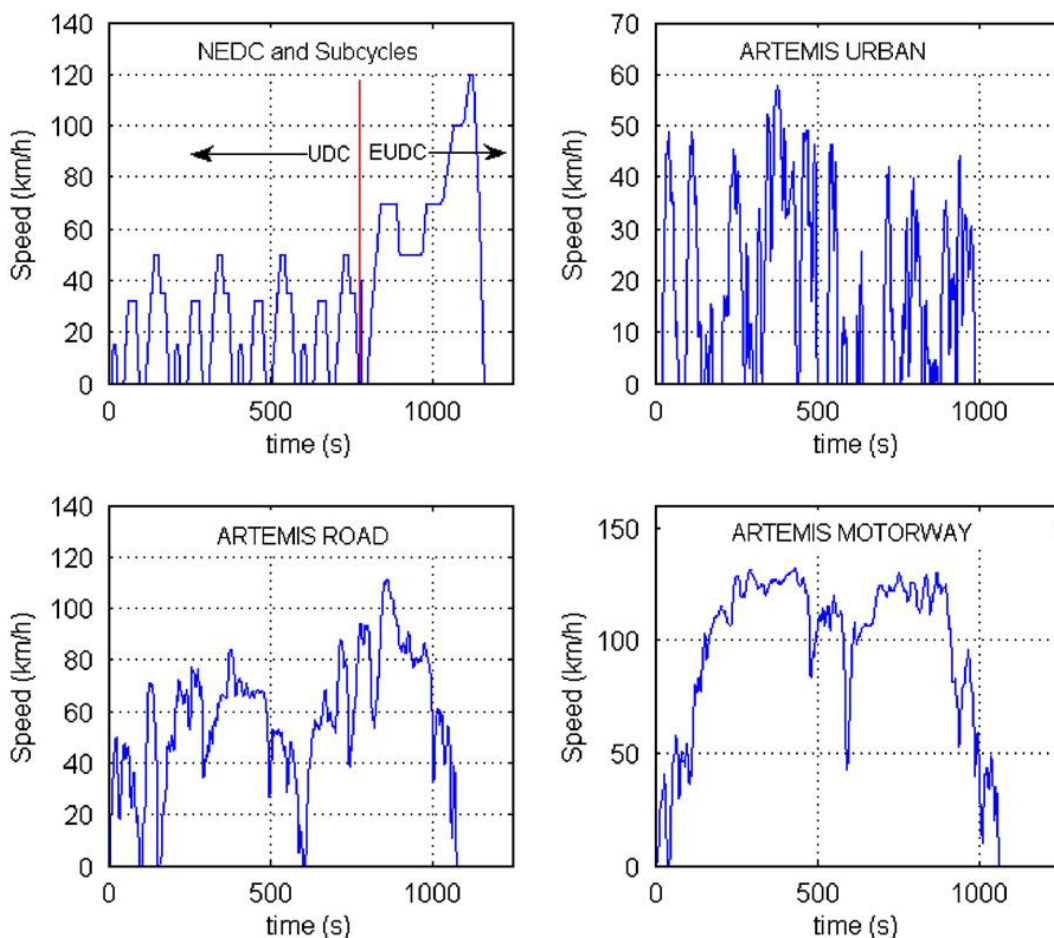 NEDC and Subcycles
140
120
100
80
60
40
20
0
UDC
EUDC
0 500 1000
Speed (km/h)
time (s)
ARTEMIS URBAN
70
60
50
40
30
20
10
0
0 500 1000
Speed (km/h)
time (s)
ARTEMIS ROAD
140
120
100
80
60
40
20
0
0 500 1000
Speed (km/h)
time (s)
ARTEMIS MOTORWAY
150
100
50
0
0 500 1000
Speed (km/h)
time (s)